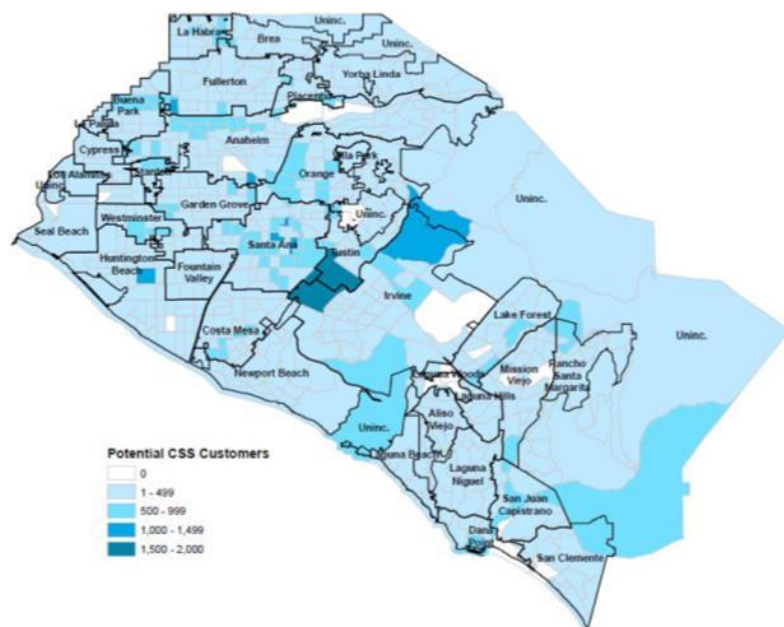 La Habra
Brea
Uninc.
Uninc.
Fullerton
Yorba Linda
Placentia
Buena
Park
La Palma
Anaheim
Cypress
Stanton
Villa Park
Orange
Los Alamitos
Uninc.
Uninc.
Garden Grove
Uninc.
Westminster
Seal Beach
Santa Ana
Tustin
Huntington
Beach
Fountain
Valley
Irvine
Lake Forest
Costa Mesa
Uninc.
Newport Beach
Laguna Woods
Mission
Viejo
Rancho
Santa
Margarita
Laguna Hills
Aliso
Viejo
Uninc.
Laguna Beach
Laguna
Niguel
San Juan
Capistrano
Dana
Point
San Clemente
Potential CSS Customers
0
1 - 499
500 - 999
1,000 - 1,499
1,500 - 2,000